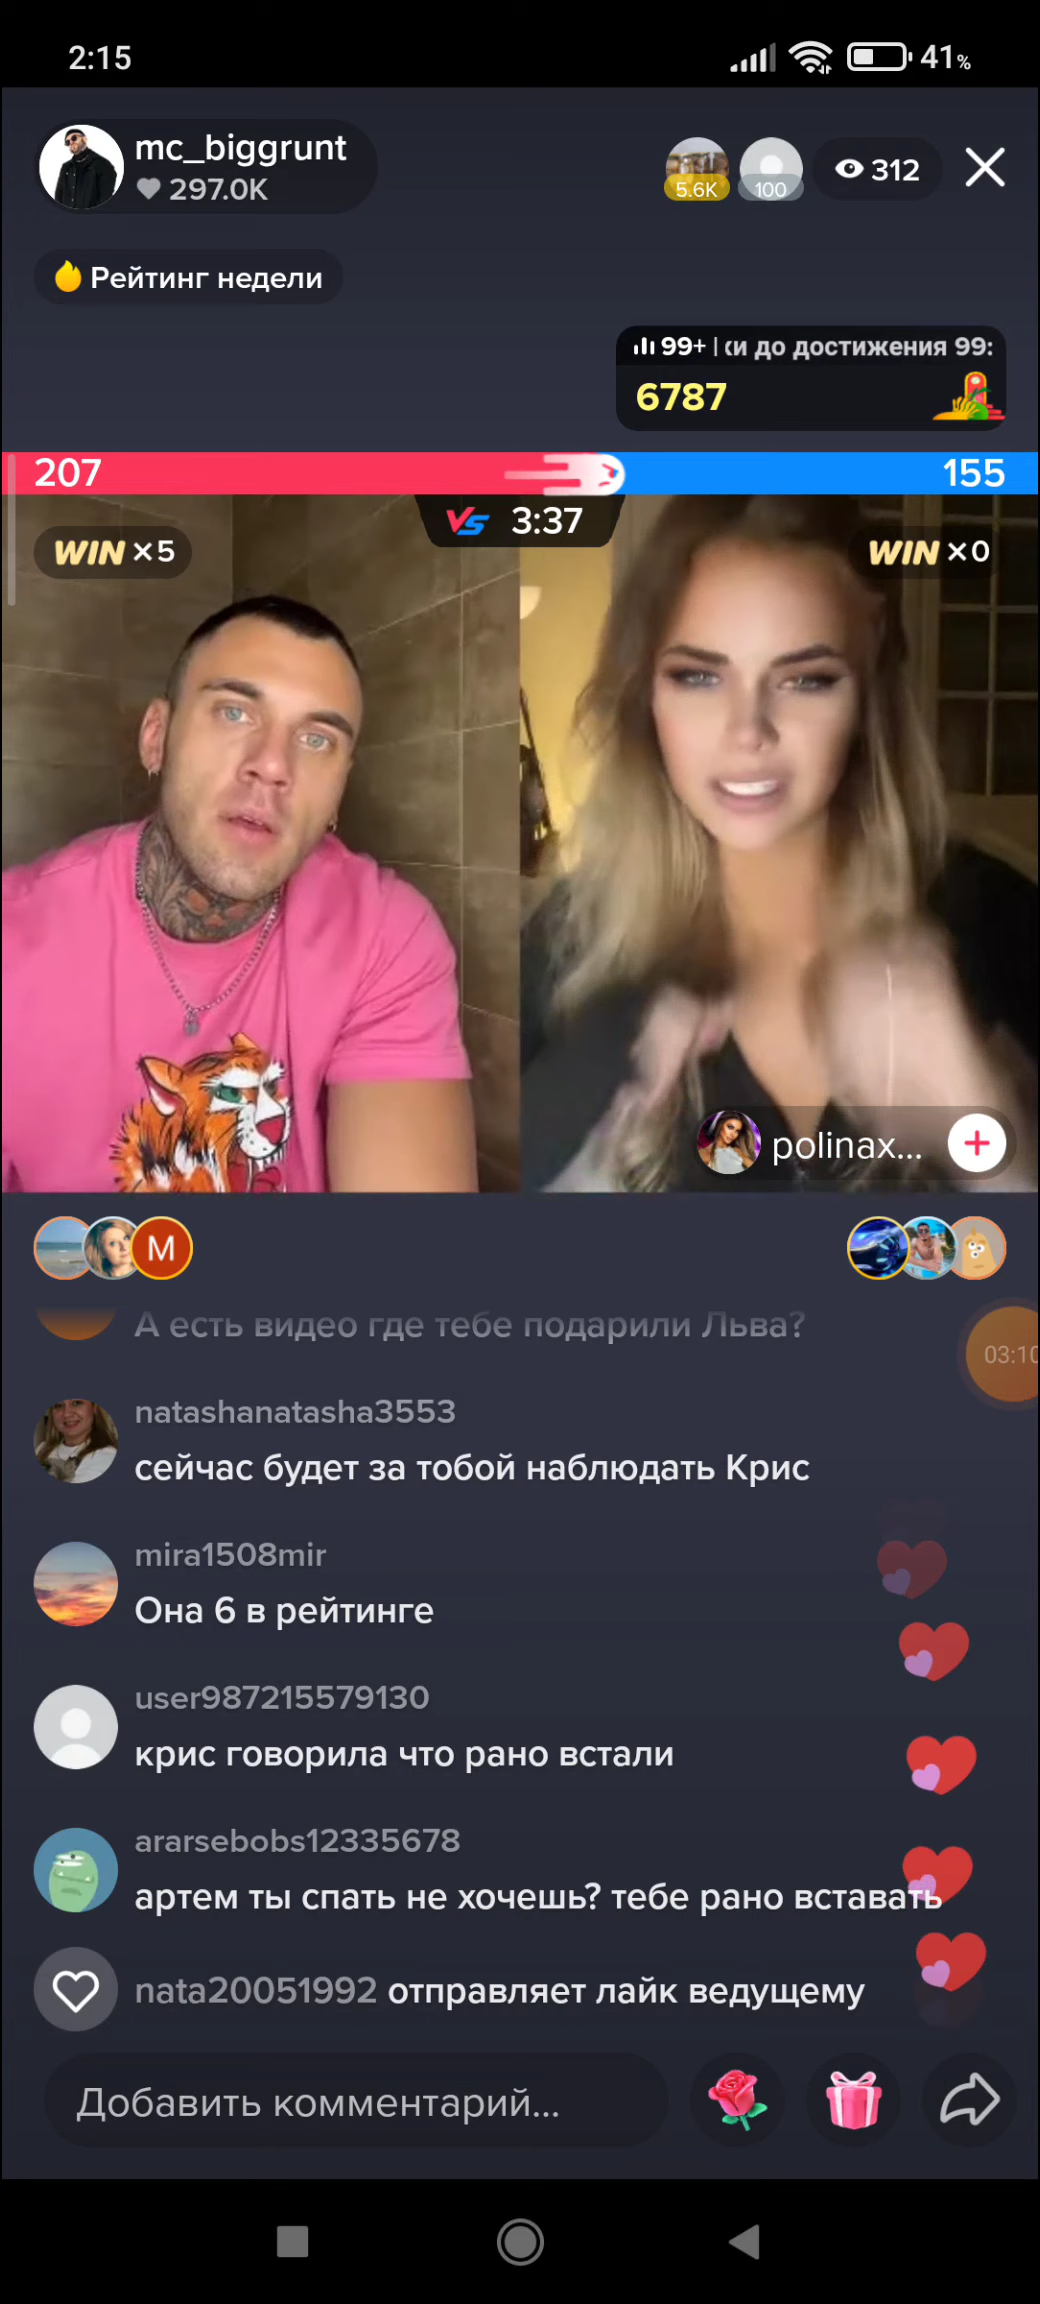 2:15
41%
mc_biggrunt
297.0K
5.6K
100
312
Рейтинг недели
99+ | ки до достижения 99:
6787
207
155
VS 3:37
WIN ×5
WIN ×0
polinax...
M
А есть видео где тебе подарили Льва?
03:10
natashanatasha3553
сейчас будет за тобой наблюдать Крис
mira1508mir
Она 6 в рейтинге
user987215579130
крис говорила что рано встали
ararsebobs12335678
артем ты спать не хочешь? тебе рано вставать
nata20051992 отправляет лайк ведущему
Добавить комментарий...